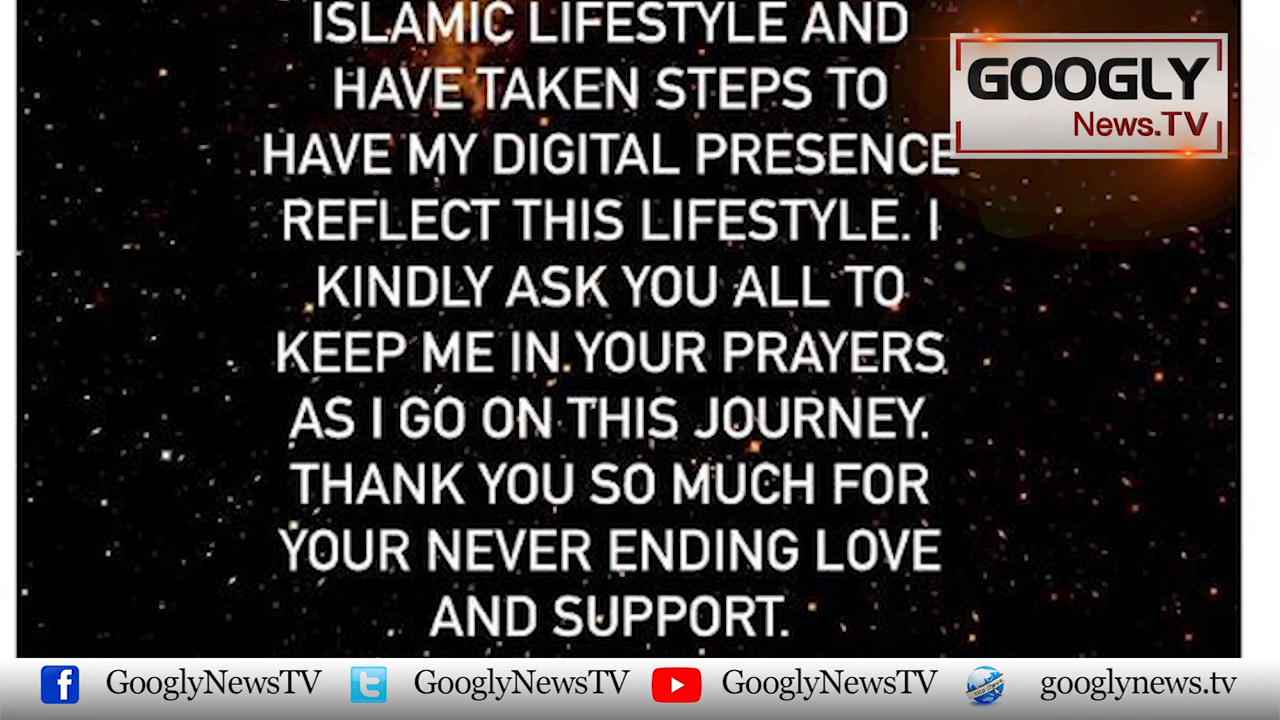 ISLAMIC LIFESTYLE AND
HAVE TAKEN STEPS TO
HAVE MY DIGITAL PRESENCE
REFLECT THIS LIFESTYLE. I
KINDLY ASK YOU ALL TO
KEEP ME IN YOUR PRAYERS
AS I GO ON THIS JOURNEY.
THANK YOU SO MUCH FOR
YOUR NEVER ENDING LOVE
AND SUPPORT.
GOOGLY
News.TV
GooglyNewsTV GooglyNewsTV GooglyNewsTV googlynews.tv